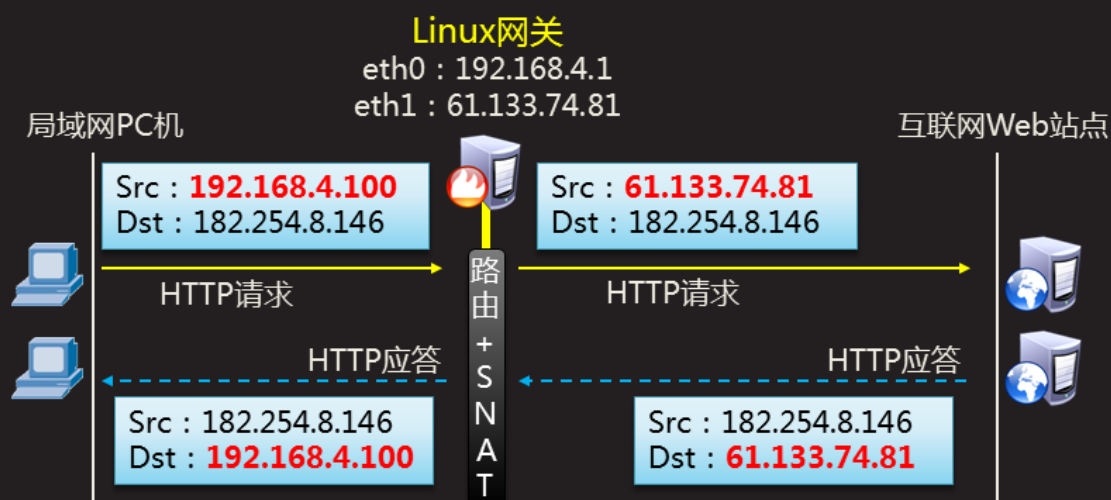 Linux网关
eth0：192.168.4.1
eth1：61.133.74.81
局域网PC机
互联网Web站点
Src：192.168.4.100
Dst：182.254.8.146
Src：61.133.74.81
Dst：182.254.8.146
HTTP请求
HTTP请求
路由+SNAT
HTTP应答
HTTP应答
Src：182.254.8.146
Dst：192.168.4.100
Src：182.254.8.146
Dst：61.133.74.81